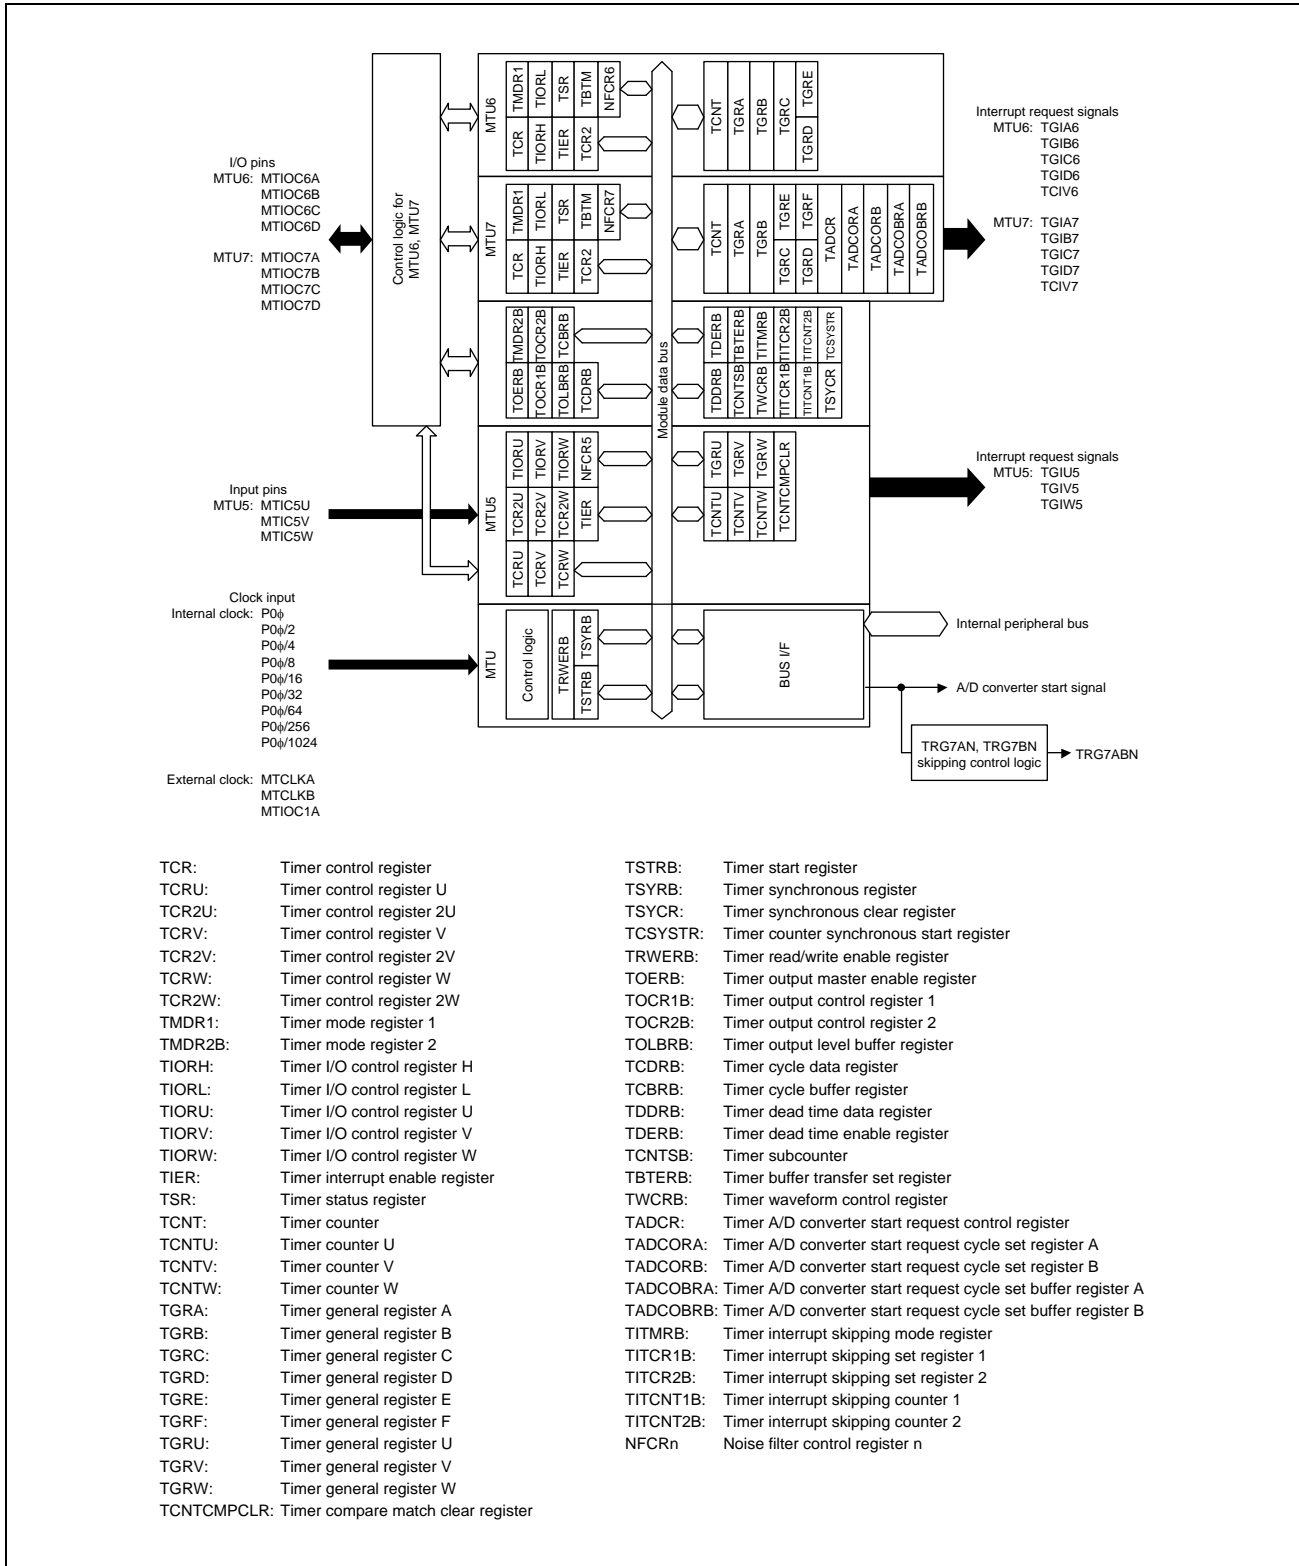 I/O pins
MTU6: MTIOC6A
MTIOC6B
MTIOC6C
MTIOC6D
MTU7: MTIOC7A
MTIOC7B
MTIOC7C
MTIOC7D
Input pins
MTU5: MTIC5U
MTIC5V
MTIC5W
Clock input
Internal clock: P0ϕ
P0ϕ/2
P0ϕ/4
P0ϕ/8
P0ϕ/16
P0ϕ/32
P0ϕ/64
P0ϕ/256
P0ϕ/1024
External clock: MTCLKA
MTCLKB
MTIOC1A
Control logic for
MTU6, MTU7
MTU6
TCR
TMDR1
TIORH
TIORL
TIER
TSR
TCR2
TBTM
NFCR6
TCNT
TGRA
TGRB
TGRC
TGRD
TGRE
MTU7
TCR
TMDR1
TIORH
TIORL
TIER
TSR
TCR2
TBTM
NFCR7
TCNT
TGRA
TGRB
TGRC
TGRE
TGRD
TGRF
TADCR
TADCORA
TADCORB
TADCOBRA
TADCOBRB
TOERB
TMDR2B
TOCR1B
TOCR2B
TOLBRB
TCBRB
TCDRB
TDDRB
TDERB
TCNTSB
TBTERB
TWCRB
TITMRB
TITCR1B
TITCR2B
TITCNT1B
TITCNT2B
TSYCR
TCSYSTR
Module data bus
MTU5
TCRU
TCR2U
TIORU
TCRV
TCR2V
TIORV
TCRW
TCR2W
TIORW
TIER
NFCR5
TCNTU
TGRU
TCNTV
TGRV
TCNTW
TGRW
TCNTCMPCLR
MTU
Control logic
TRWERB
TSTRB
TSYRB
BUS I/F
Interrupt request signals
MTU6: TGIA6
TGIB6
TGIC6
TGID6
TCIV6
MTU7: TGIA7
TGIB7
TGIC7
TGID7
TCIV7
Interrupt request signals
MTU5: TGIU5
TGIV5
TGIW5
Internal peripheral bus
A/D converter start signal
TRG7AN, TRG7BN
skipping control logic
TRG7ABN
TCR: Timer control register
TCRU: Timer control register U
TCR2U: Timer control register 2U
TCRV: Timer control register V
TCR2V: Timer control register 2V
TCRW: Timer control register W
TCR2W: Timer control register 2W
TMDR1: Timer mode register 1
TMDR2B: Timer mode register 2
TIORH: Timer I/O control register H
TIORL: Timer I/O control register L
TIORU: Timer I/O control register U
TIORV: Timer I/O control register V
TIORW: Timer I/O control register W
TIER: Timer interrupt enable register
TSR: Timer status register
TCNT: Timer counter
TCNTU: Timer counter U
TCNTV: Timer counter V
TCNTW: Timer counter W
TGRA: Timer general register A
TGRB: Timer general register B
TGRC: Timer general register C
TGRD: Timer general register D
TGRE: Timer general register E
TGRF: Timer general register F
TGRU: Timer general register U
TGRV: Timer general register V
TGRW: Timer general register W
TCNTCMPCLR: Timer compare match clear register
TSTRB: Timer start register
TSYRB: Timer synchronous register
TSYCR: Timer synchronous clear register
TCSYSTR: Timer counter synchronous start register
TRWERB: Timer read/write enable register
TOERB: Timer output master enable register
TOCR1B: Timer output control register 1
TOCR2B: Timer output control register 2
TOLBRB: Timer output level buffer register
TCDRB: Timer cycle data register
TCBRB: Timer cycle buffer register
TDDRB: Timer dead time data register
TDERB: Timer dead time enable register
TCNTSB: Timer subcounter
TBTERB: Timer buffer transfer set register
TWCRB: Timer waveform control register
TADCR: Timer A/D converter start request control register
TADCORA: Timer A/D converter start request cycle set register A
TADCORB: Timer A/D converter start request cycle set register B
TADCOBRA: Timer A/D converter start request cycle set buffer register A
TADCOBRB: Timer A/D converter start request cycle set buffer register B
TITMRB: Timer interrupt skipping mode register
TITCR1B: Timer interrupt skipping set register 1
TITCR2B: Timer interrupt skipping set register 2
TITCNT1B: Timer interrupt skipping counter 1
TITCNT2B: Timer interrupt skipping counter 2
NFCRn Noise filter control register n